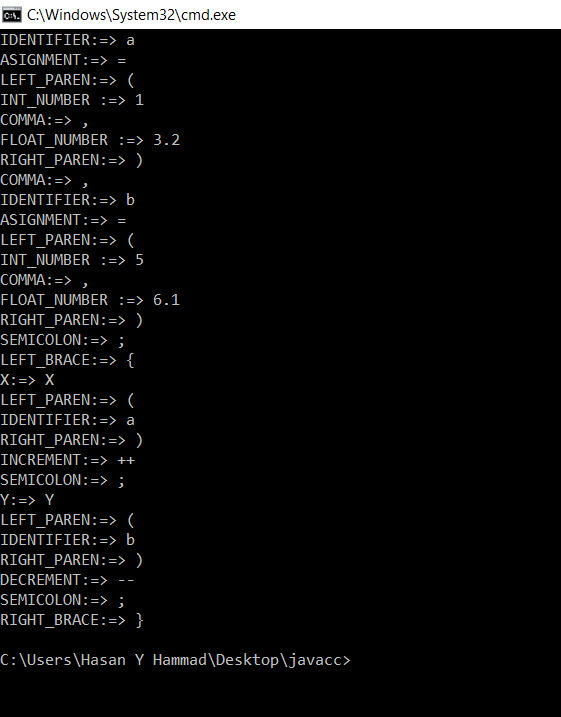 C:\Windows\System32\cmd.exe
IDENTIFIER:=> a
ASIGNMENT:=> =
LEFT_PAREN:=> (
INT_NUMBER :=> 1
COMMA:=> ,
FLOAT_NUMBER :=> 3.2
RIGHT_PAREN:=> )
COMMA:=> ,
IDENTIFIER:=> b
ASIGNMENT:=> =
LEFT_PAREN:=> (
INT_NUMBER :=> 5
COMMA:=> ,
FLOAT_NUMBER :=> 6.1
RIGHT_PAREN:=> )
SEMICOLON:=> ;
LEFT_BRACE:=> {
X:=> X
LEFT_PAREN:=> (
IDENTIFIER:=> a
RIGHT_PAREN:=> )
INCREMENT:=> ++
SEMICOLON:=> ;
Y:=> Y
LEFT_PAREN:=> (
IDENTIFIER:=> b
RIGHT_PAREN:=> )
DECREMENT:=> --
SEMICOLON:=> ;
RIGHT_BRACE:=> }
C:\Users\Hasan Y Hammad\Desktop\javacc>